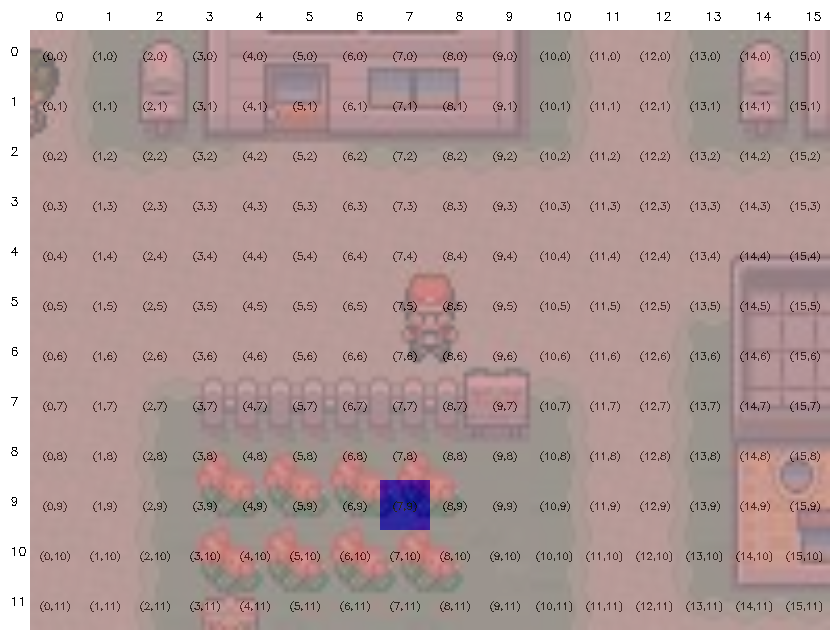 0 1 2 3 4 5 6 7 8 9 10 11 12 13 14 15
0 (0,0) (1,0) (2,0) (3,0) (4,0) (5,0) (6,0) (7,0) (8,0) (9,0) (10,0) (11,0) (12,0) (13,0) (14,0) (15,0)
1 (0,1) (1,1) (2,1) (3,1) (4,1) (5,1) (6,1) (7,1) (8,1) (9,1) (10,1) (11,1) (12,1) (13,1) (14,1) (15,1)
2 (0,2) (1,2) (2,2) (3,2) (4,2) (5,2) (6,2) (7,2) (8,2) (9,2) (10,2) (11,2) (12,2) (13,2) (14,2) (15,2)
3 (0,3) (1,3) (2,3) (3,3) (4,3) (5,3) (6,3) (7,3) (8,3) (9,3) (10,3) (11,3) (12,3) (13,3) (14,3) (15,3)
4 (0,4) (1,4) (2,4) (3,4) (4,4) (5,4) (6,4) (7,4) (8,4) (9,4) (10,4) (11,4) (12,4) (13,4) (14,4) (15,4)
5 (0,5) (1,5) (2,5) (3,5) (4,5) (5,5) (6,5) (7,5) (8,5) (9,5) (10,5) (11,5) (12,5) (13,5) (14,5) (15,5)
6 (0,6) (1,6) (2,6) (3,6) (4,6) (5,6) (6,6) (7,6) (8,6) (9,6) (10,6) (11,6) (12,6) (13,6) (14,6) (15,6)
7 (0,7) (1,7) (2,7) (3,7) (4,7) (5,7) (6,7) (7,7) (8,7) (9,7) (10,7) (11,7) (12,7) (13,7) (14,7) (15,7)
8 (0,8) (1,8) (2,8) (3,8) (4,8) (5,8) (6,8) (7,8) (8,8) (9,8) (10,8) (11,8) (12,8) (13,8) (14,8) (15,8)
9 (0,9) (1,9) (2,9) (3,9) (4,9) (5,9) (6,9) (7,9) (8,9) (9,9) (10,9) (11,9) (12,9) (13,9) (14,9) (15,9)
10 (0,10) (1,10) (2,10) (3,10) (4,10) (5,10) (6,10) (7,10) (8,10) (9,10) (10,10) (11,10) (12,10) (13,10) (14,10) (15,10)
11 (0,11) (1,11) (2,11) (3,11) (4,11) (5,11) (6,11) (7,11) (8,11) (9,11) (10,11) (11,11) (12,11) (13,11) (14,11) (15,11)